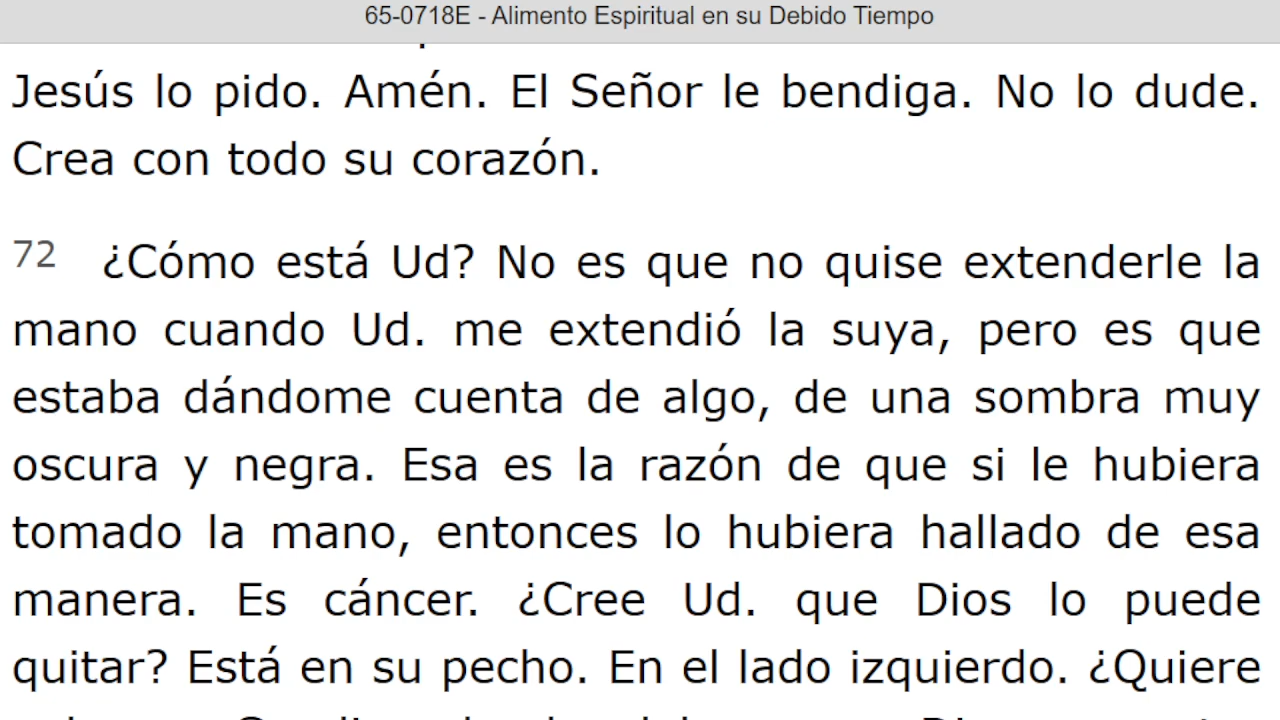 65-0718E - Alimento Espiritual en su Debido Tiempo
Jesús lo pido. Amén. El Señor le bendiga. No lo dude.
Crea con todo su corazón.
72 ¿Cómo está Ud? No es que no quise extenderle la
mano cuando Ud. me extendió la suya, pero es que
estaba dándome cuenta de algo, de una sombra muy
oscura y negra. Esa es la razón de que si le hubiera
tomado la mano, entonces lo hubiera hallado de esa
manera. Es cáncer. ¿Cree Ud. que Dios lo puede
quitar? Está en su pecho. En el lado izquierdo. ¿Quiere